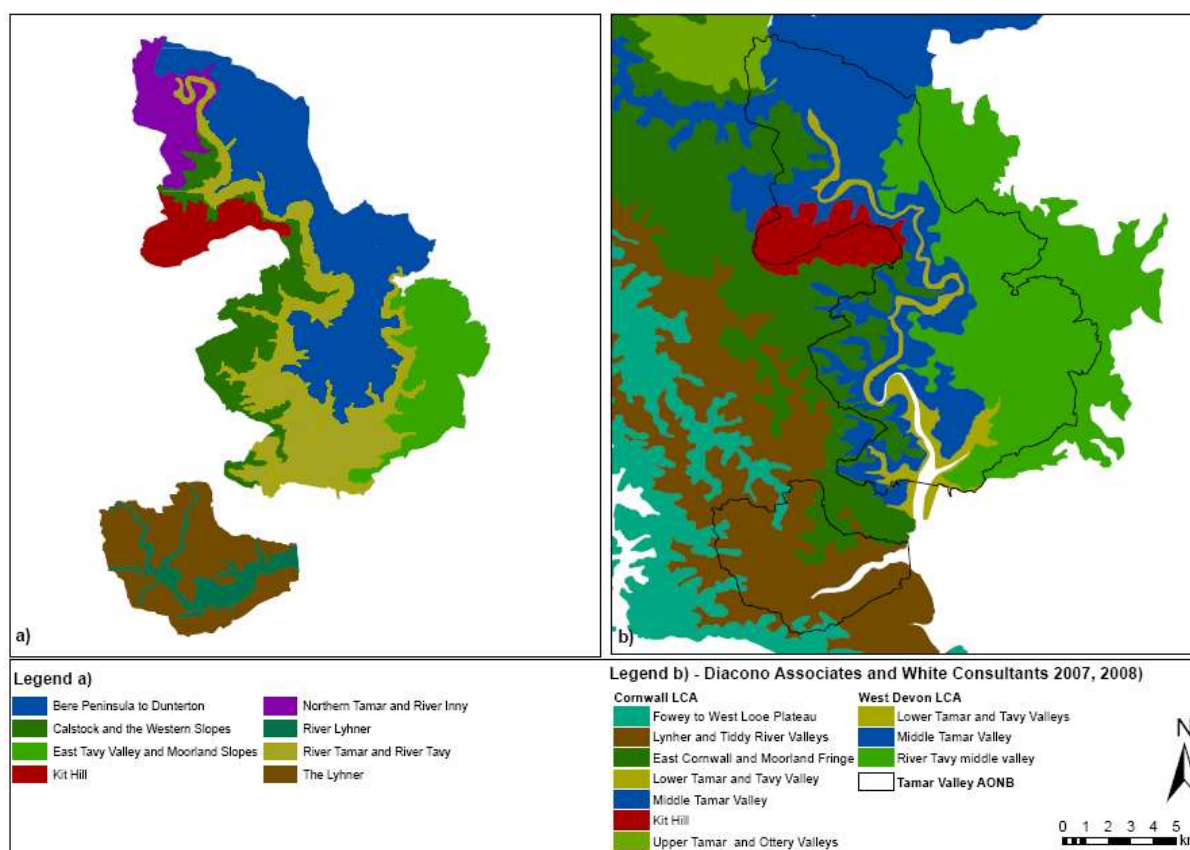 a)
b)
Legend a)
Bere Peninsula to Dunterton
Calstock and the Western Slopes
East Tavy Valley and Moorland Slopes
Kit Hill
Northern Tamar and River Inny
River Lyhner
River Tamar and River Tavy
The Lyhner
Legend b) - Diacono Associates and White Consultants 2007, 2008)
Cornwall LCA
Fowey to West Looe Plateau
Lynher and Tiddy River Valleys
East Cornwall and Moorland Fringe
Lower Tamar and Tavy Valley
Middle Tamar Valley
Kit Hill
Upper Tamar and Ottery Valleys
West Devon LCA
Lower Tamar and Tavy Valleys
Middle Tamar Valley
River Tavy middle valley
Tamar Valley AONB
N
0 1 2 3 4 5
km